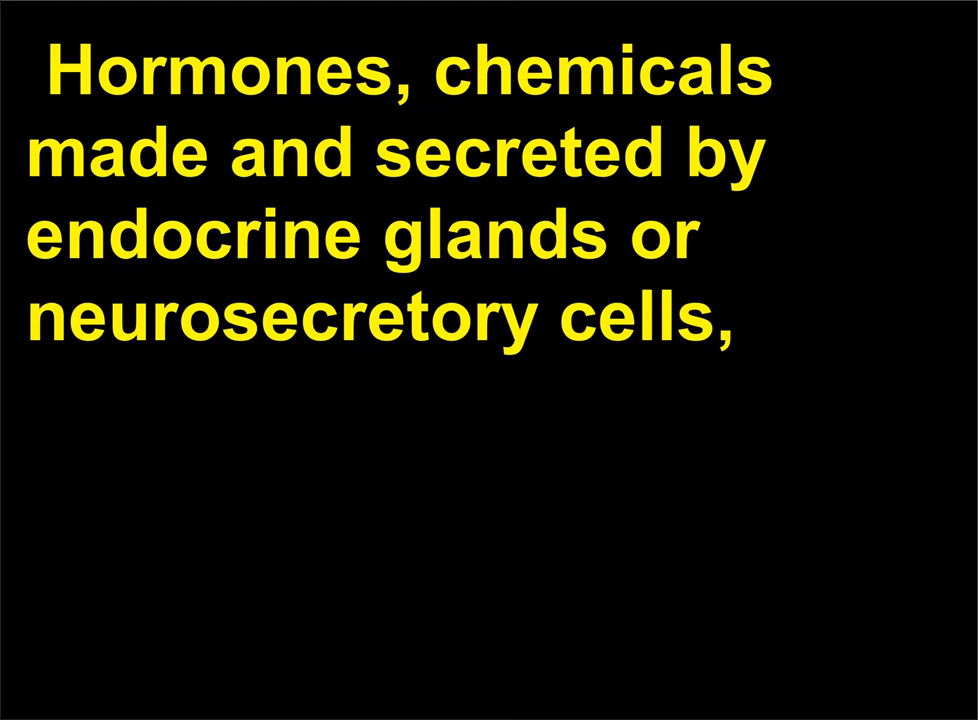 Hormones, chemicals
made and secreted by
endocrine glands or
neurosecretory cells,